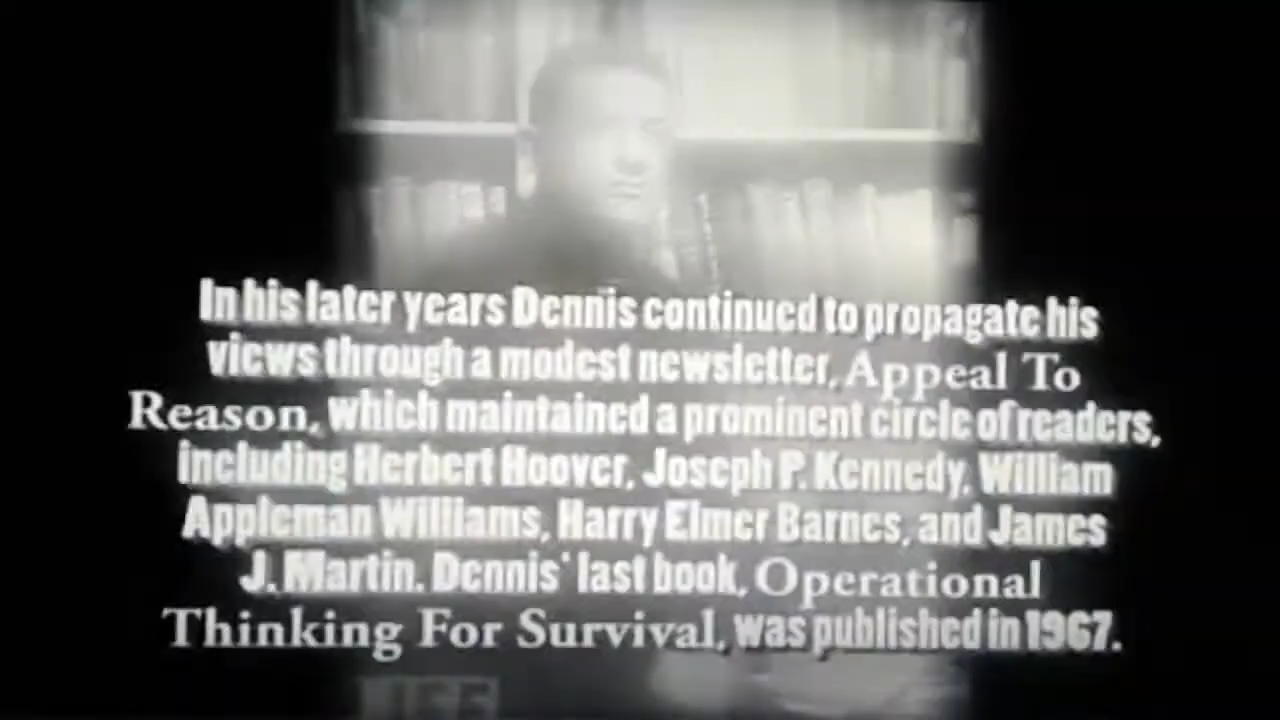 In his later years Dennis continued to propagate his
views through a modest newsletter, Appeal To
Reason, which maintained a prominent circle of readers,
including Herbert Hoover, Joseph P. Kennedy, William
Appleman Williams, Harry Elmer Barnes, and James
J. Martin. Dennis' last book, Operational
Thinking For Survival, was published in 1967.